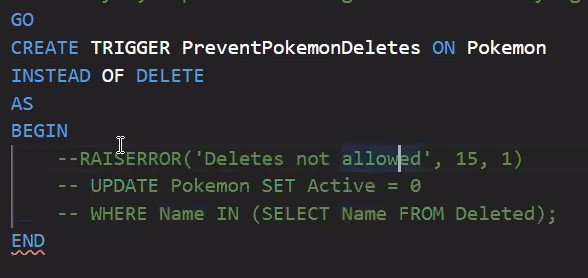 GO
CREATE TRIGGER PreventPokemonDeletes ON Pokemon
INSTEAD OF DELETE
AS
BEGIN
--RAISERROR('Deletes not allowed', 15, 1)
-- UPDATE Pokemon SET Active = 0
-- WHERE Name IN (SELECT Name FROM Deleted);
END